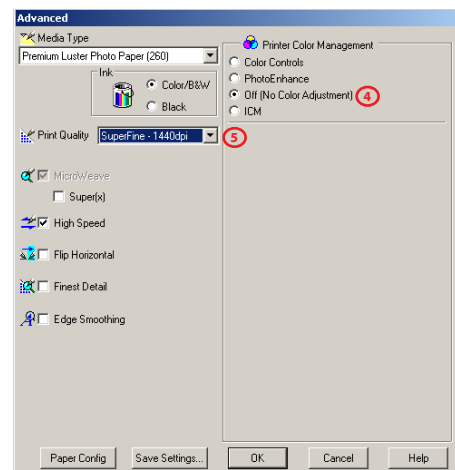 Advanced
Media Type
Premium Luster Photo Paper (260)
Ink
Color/B&W
Black
Print Quality
SuperFine - 1440dpi
5
MicroWeave
Super(x)
High Speed
Flip Horizontal
Finest Detail
Edge Smoothing
Printer Color Management
Color Controls
PhotoEnhance
Off (No Color Adjustment)
4
ICM
Paper Config
Save Settings...
OK
Cancel
Help